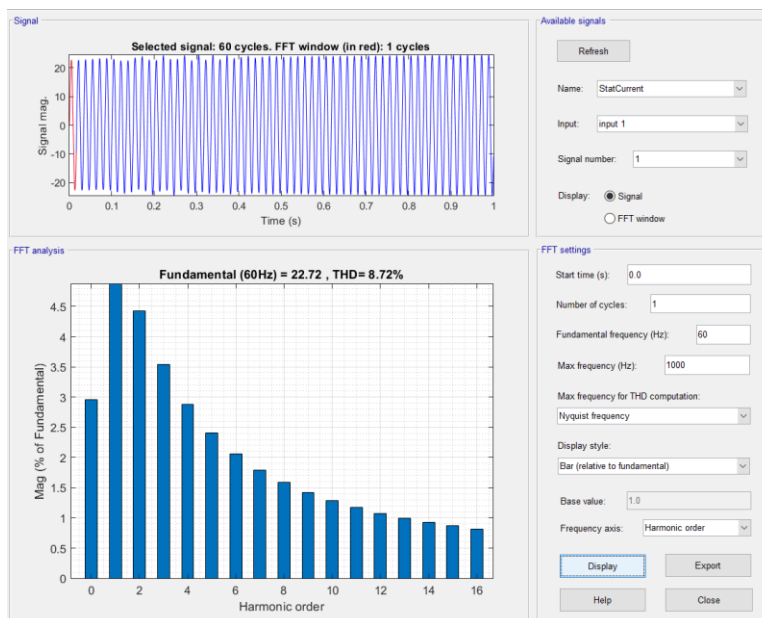 Signal
Selected signal: 60 cycles. FFT window (in red): 1 cycles
20
10
0
-10
-20
Signal mag.
0 0.1 0.2 0.3 0.4 0.5 0.6 0.7 0.8 0.9 1
Time (s)
Available signals
Refresh
Name: StatCurrent
Input: input 1
Signal number: 1
Display: Signal
FFT window
FFT analysis
Fundamental (60Hz) = 22.72 , THD= 8.72%
4.5
4
3.5
3
2.5
2
1.5
1
0.5
0
Mag (% of Fundamental)
0 2 4 6 8 10 12 14 16
Harmonic order
FFT settings
Start time (s): 0.0
Number of cycles: 1
Fundamental frequency (Hz): 60
Max frequency (Hz): 1000
Max frequency for THD computation:
Nyquist frequency
Display style:
Bar (relative to fundamental)
Base value: 1.0
Frequency axis: Harmonic order
Display Export
Help Close